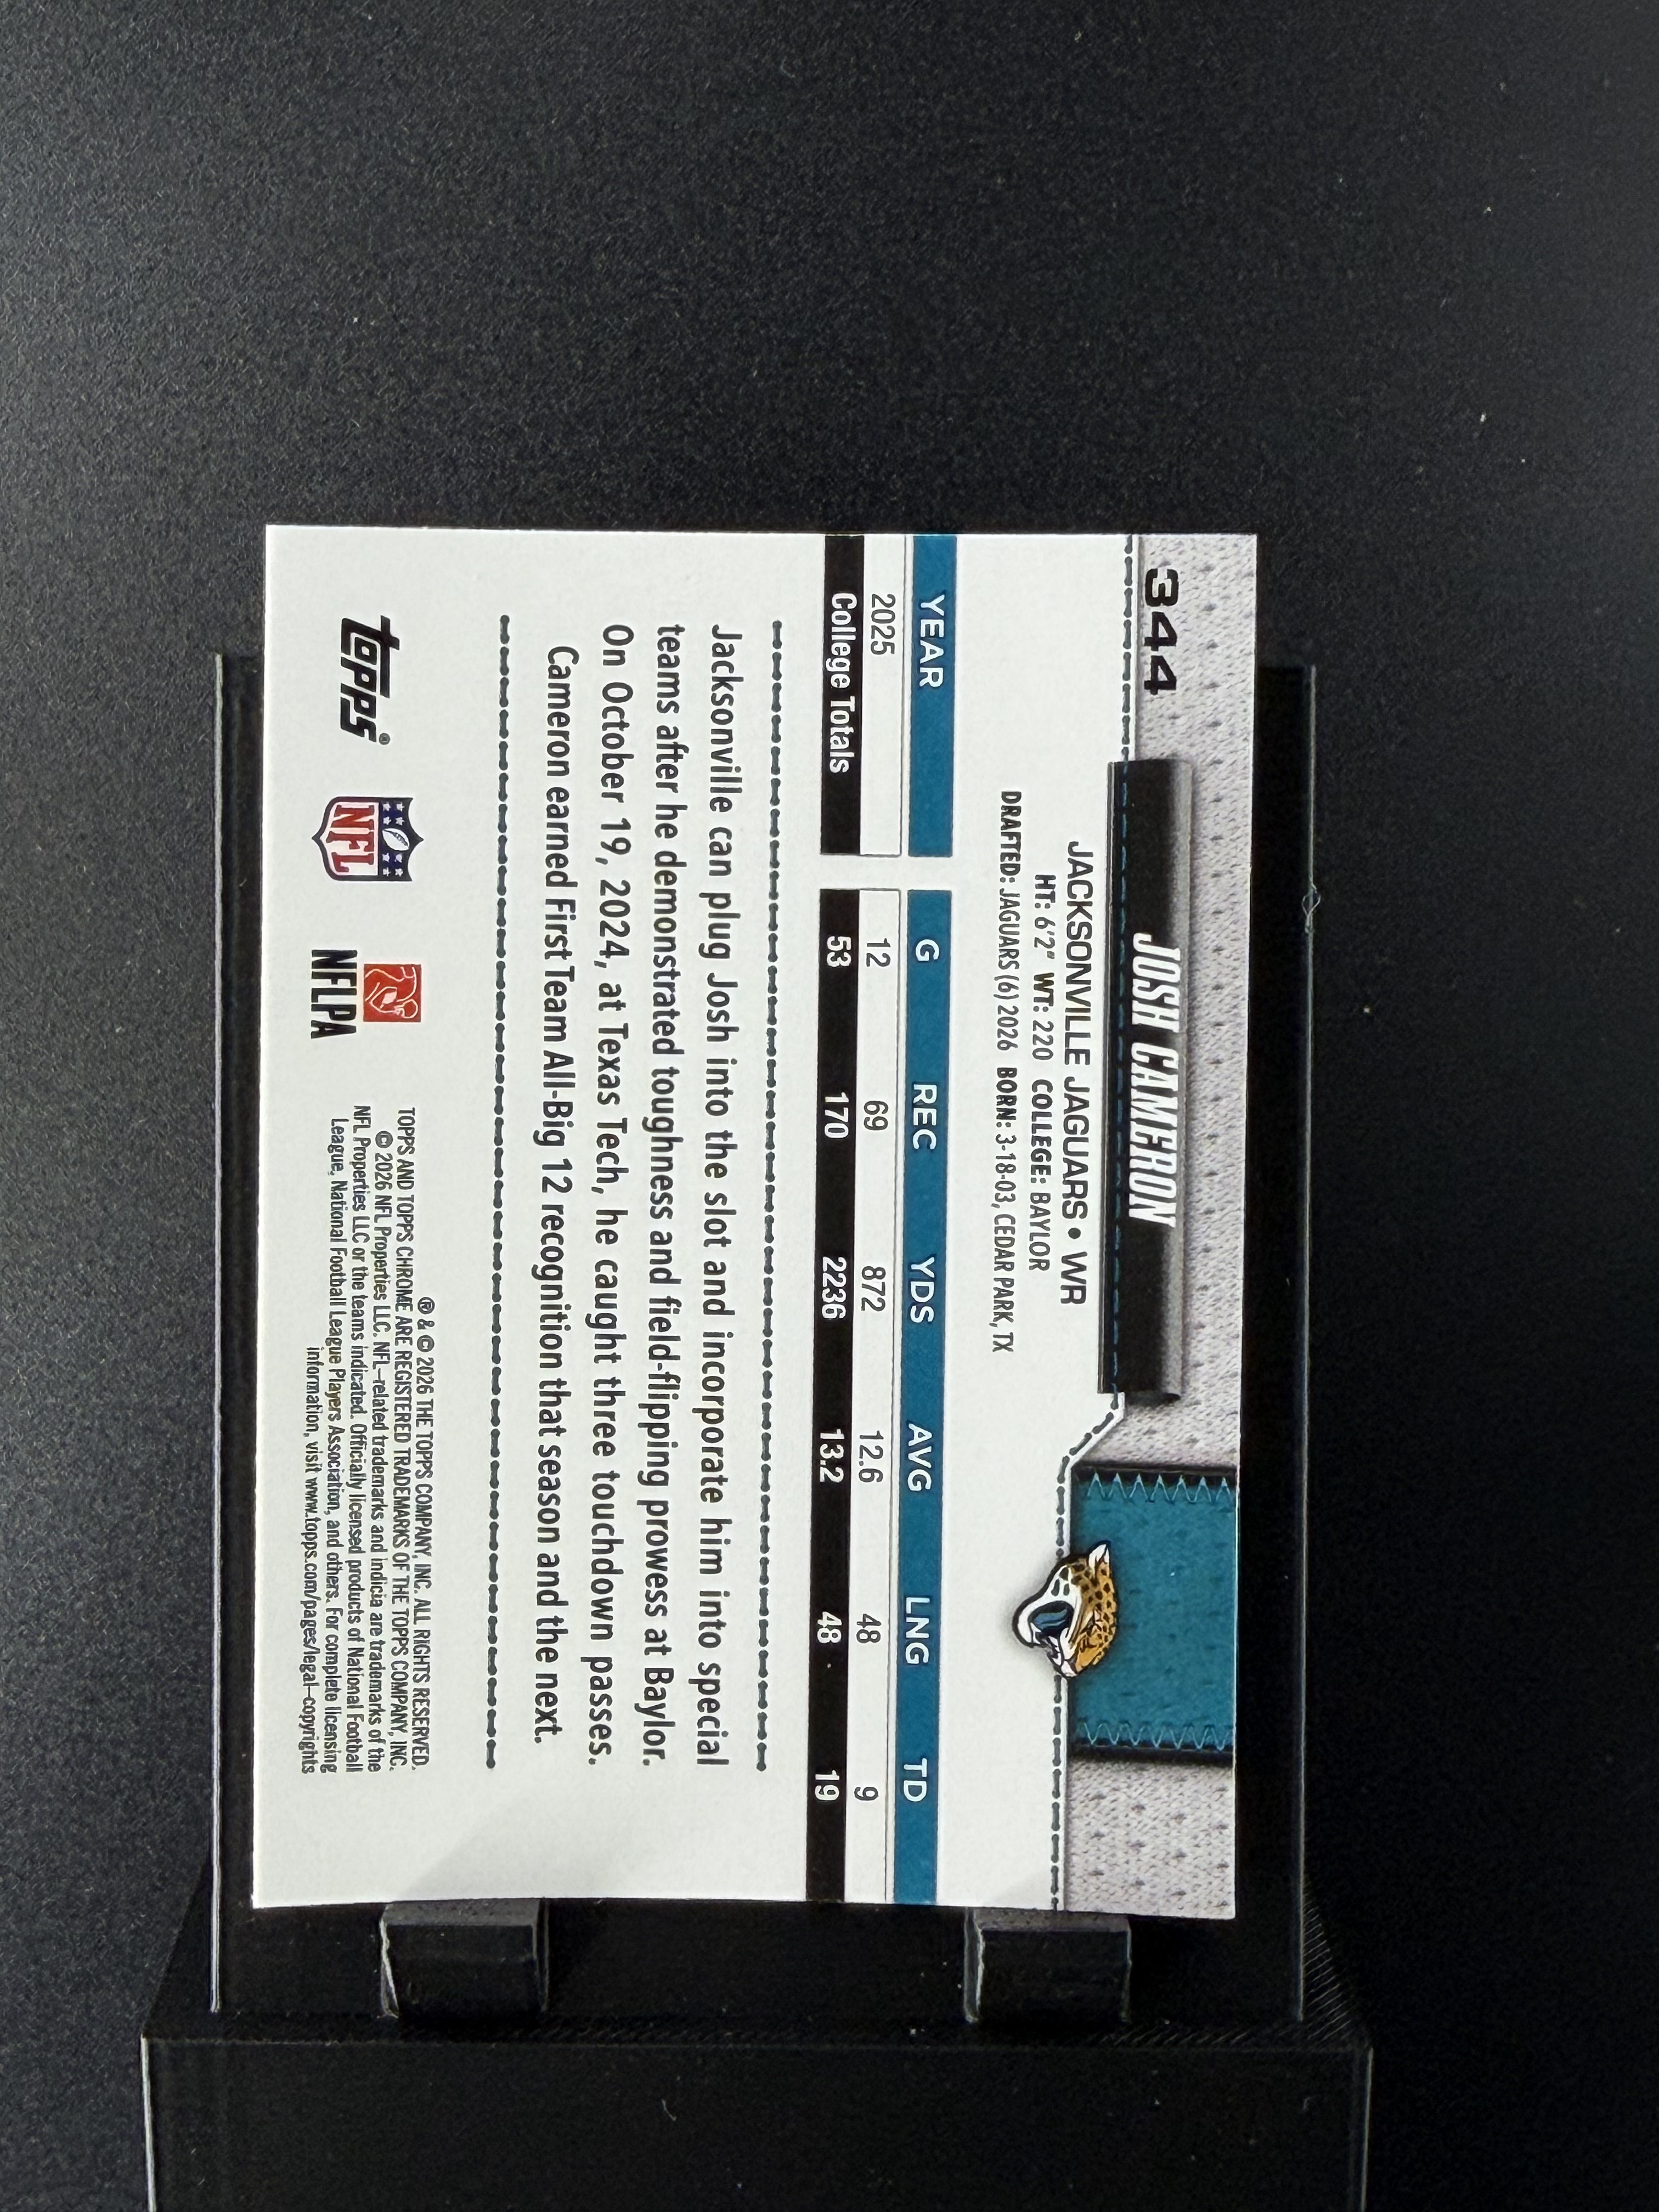 344
JOSH CAMERON
JACKSONVILLE JAGUARS • WR
HT: 6'2" WT: 220 COLLEGE: BAYLOR
DRAFTED: JAGUARS (6) 2026 BORN: 3-18-03, CEDAR PARK, TX
YEAR G REC YDS AVG LNG TD
2025 12 69 872 12.6 48 9
College Totals 53 170 2236 13.2 48 19
Jacksonville can plug Josh into the slot and incorporate him into special
teams after he demonstrated toughness and field-flipping prowess at Baylor.
On October 19, 2024, at Texas Tech, he caught three touchdown passes.
Cameron earned First Team All-Big 12 recognition that season and the next.
topps®
NFL
NFLPA
® & © 2026 THE TOPPS COMPANY, INC. ALL RIGHTS RESERVED.
TOPPS AND TOPPS CHROME ARE REGISTERED TRADEMARKS OF THE TOPPS COMPANY, INC.
© 2026 NFL Properties LLC. NFL-related trademarks and indicia are trademarks of the
NFL Properties LLC or the teams indicated. Officially licensed products of National Football
League, National Football League Players Association, and others. For complete licensing
information, visit www.topps.com/pages/legal-copyrights